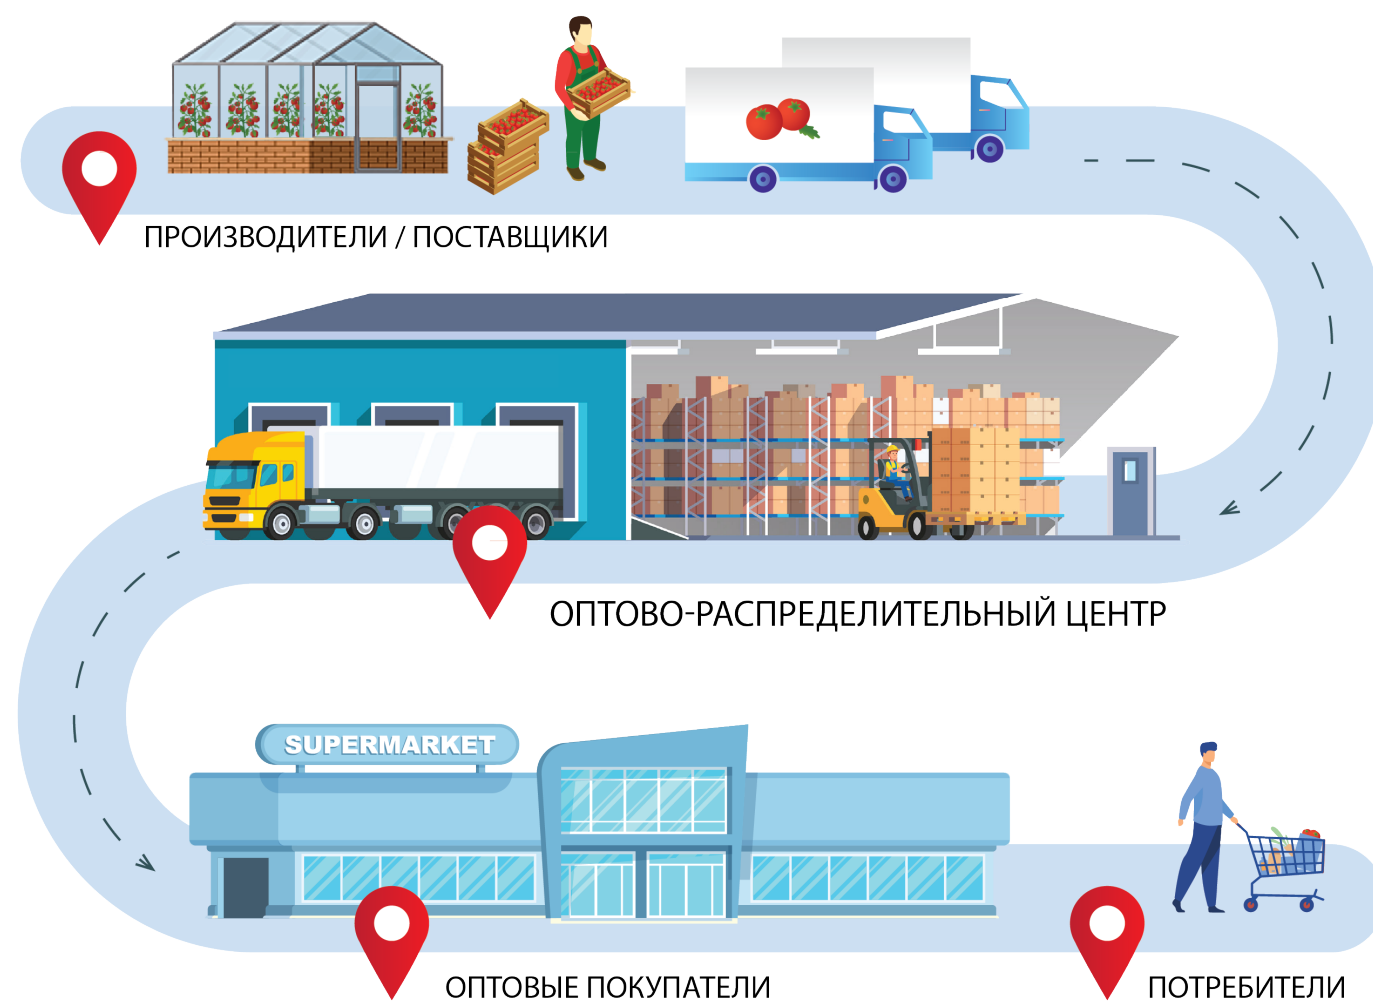 ПРОИЗВОДИТЕЛИ / ПОСТАВЩИКИ
ОПТОВО-РАСПРЕДЕЛИТЕЛЬНЫЙ ЦЕНТР
SUPERMARKET
ОПТОВЫЕ ПОКУПАТЕЛИ
ПОТРЕБИТЕЛИ